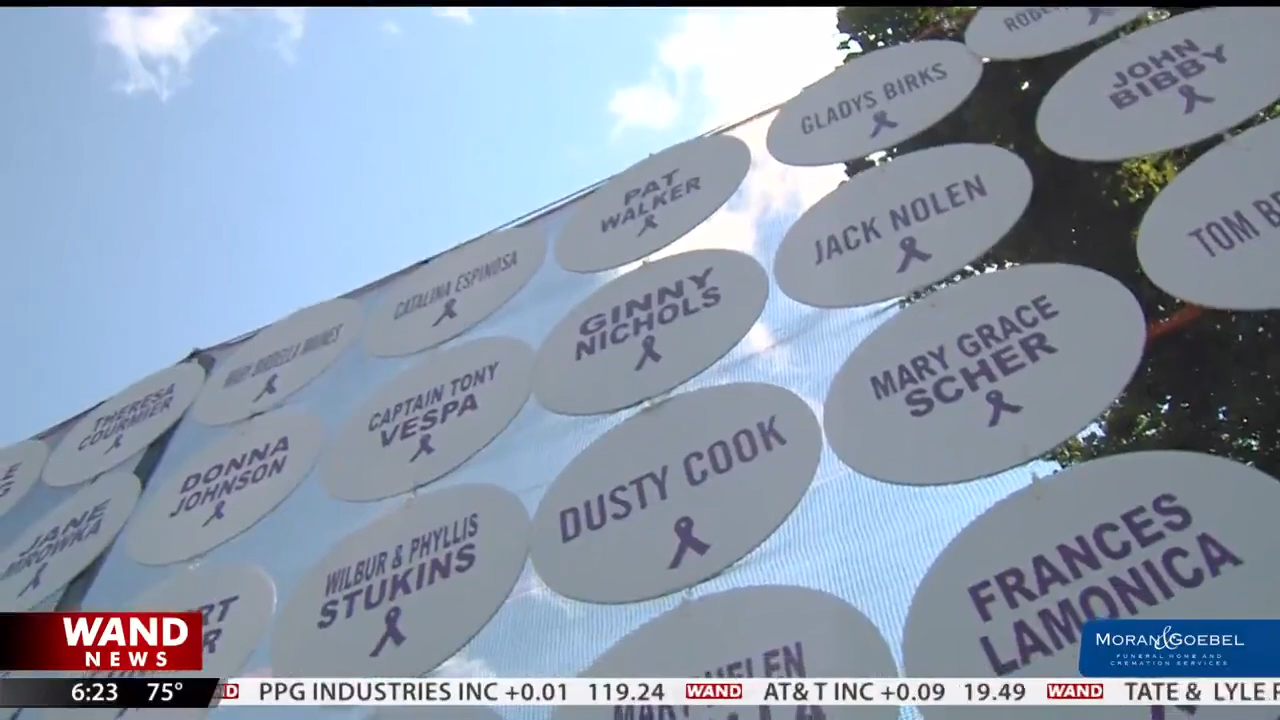 GLADYS BIRKS
JOHN
BIBBY
PAT
WALKER
JACK NOLEN
TOM
CATALINA ESPINOSA
GINNY
NICHOLS
MARY GRACE
SCHER
THERESA
COURMIER
CAPTAIN TONY
VESPA
DONNA
JOHNSON
DUSTY COOK
JANE
MROWKA
WILBUR & PHYLLIS
STUKINS
FRANCES
LAMONICA
WAND
NEWS
MORAN & GOEBEL
FUNERAL HOME AND
CREMATION SERVICES
6:23 75° PPG INDUSTRIES INC +0.01 119.24 WAND AT&T INC +0.09 19.49 WAND TATE & LYLE